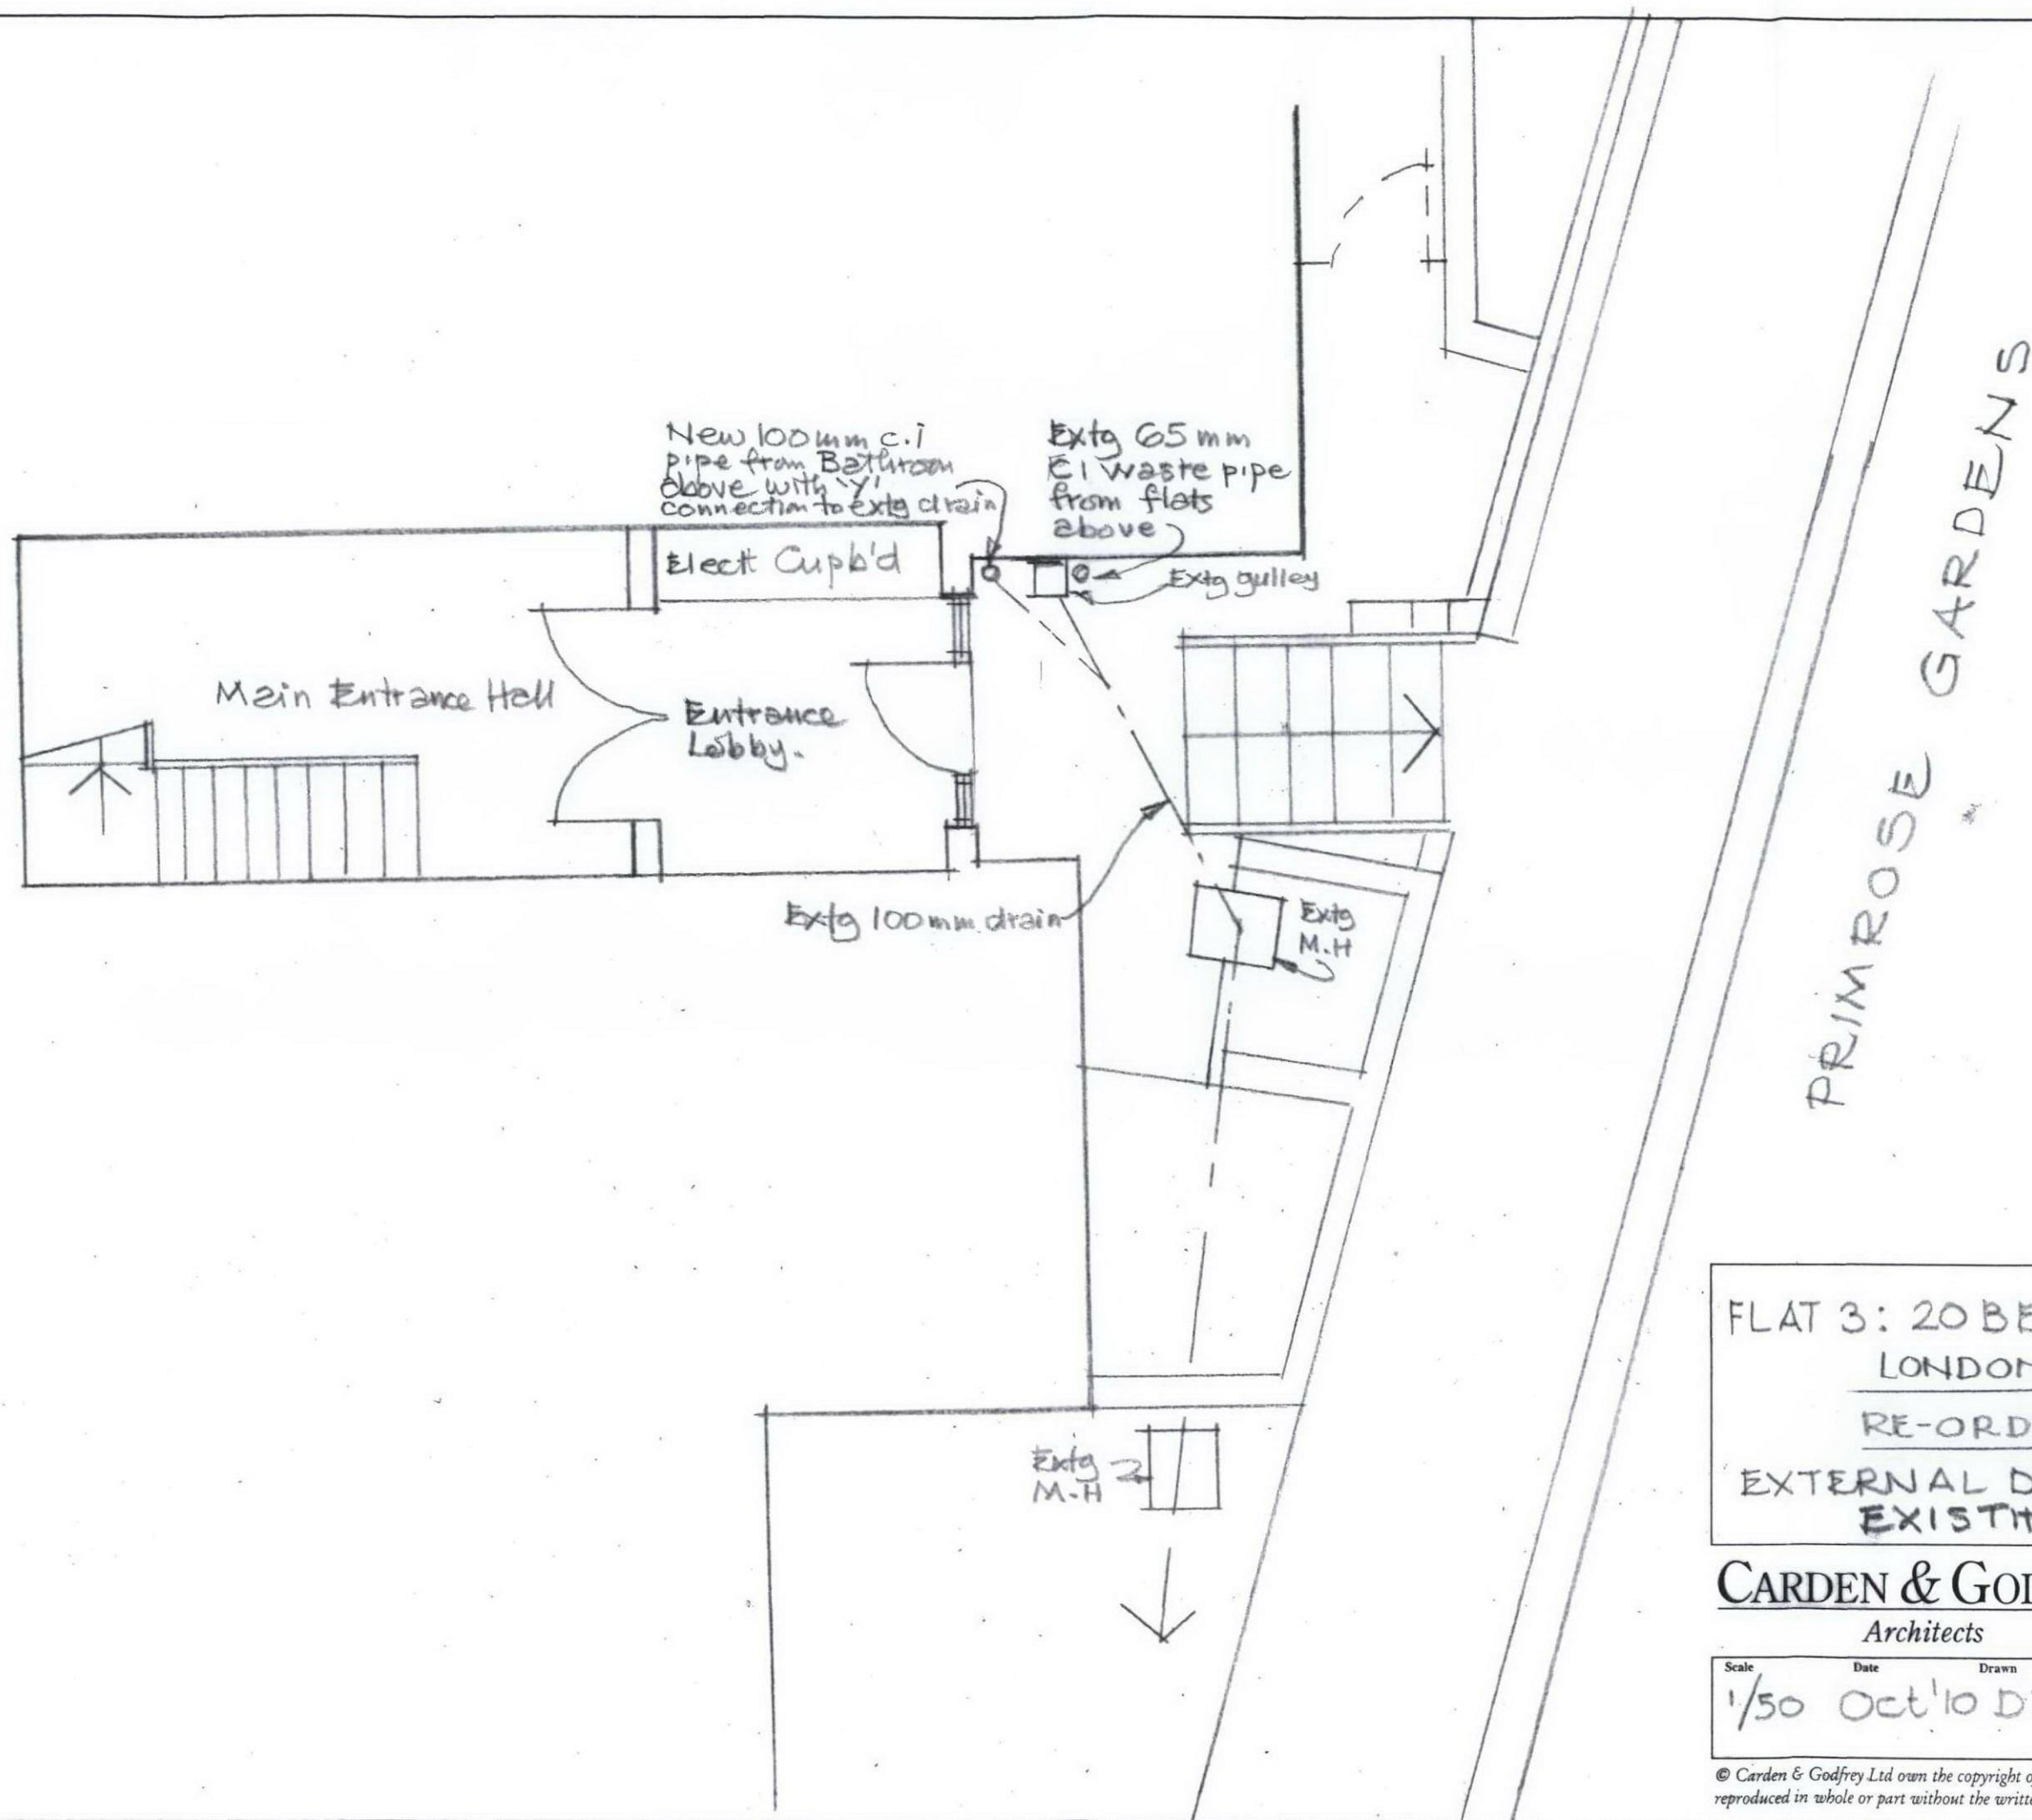 New 100mm c.i
pipe from Bathroom
above with 'Y'
connection to extg drain
Extg 65mm
CI waste pipe
from flats
above
Elect Cupb'd
Extg gulley
Main Entrance Hall
Entrance
Lobby.
Extg 100mm drain
Extg
M.H
PRIMROSE GARDENS
Extg
M.H
FLAT 3: 20 BE
LONDON
RE-ORD
EXTERNAL D
EXISTI
CARDEN & GOD
Architects
Scale Date Drawn
1/50 Oct '10 D
© Carden & Godfrey Ltd own the copyright o
reproduced in whole or part without the writte